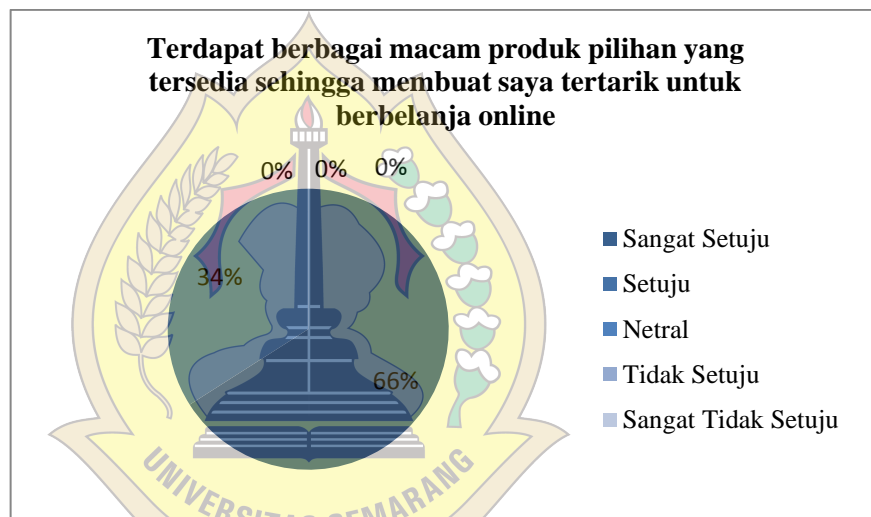 Terdapat berbagai macam produk pilihan yang
tersedia sehingga membuat saya tertarik untuk
berbelanja online
0% 0% 0%
34%
66%
Sangat Setuju
Setuju
Netral
Tidak Setuju
Sangat Tidak Setuju
UNIVERSITAS SEMARANG